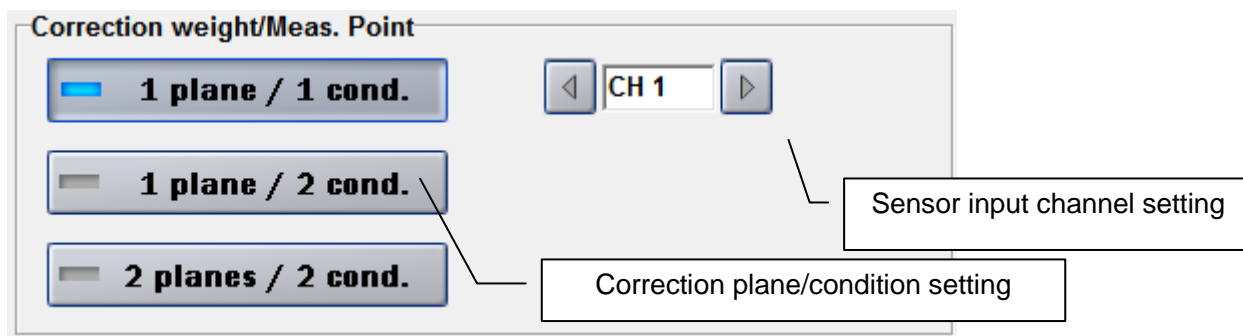 Correction weight/Meas. Point
1 plane / 1 cond.
CH 1
1 plane / 2 cond.
Sensor input channel setting
2 planes / 2 cond.
Correction plane/condition setting